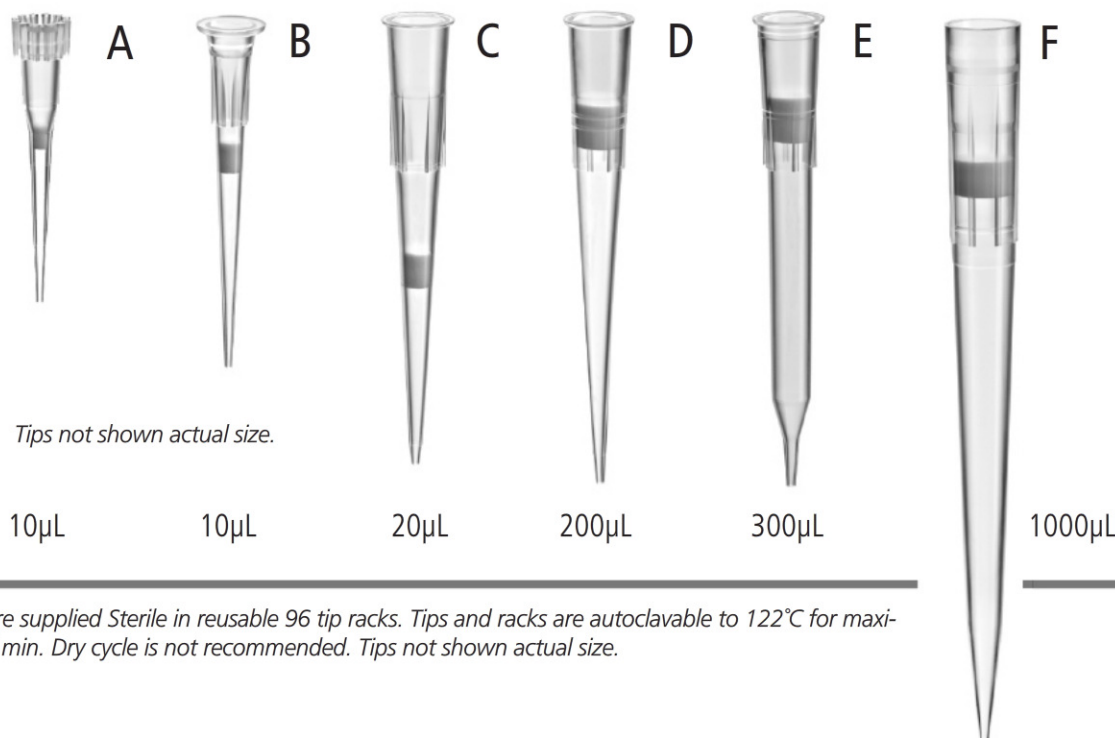 A B C D E F
Tips not shown actual size.
10µL 10µL 20µL 200µL 300µL 1000µL
re supplied Sterile in reusable 96 tip racks. Tips and racks are autoclavable to 122°C for maxi-
min. Dry cycle is not recommended. Tips not shown actual size.